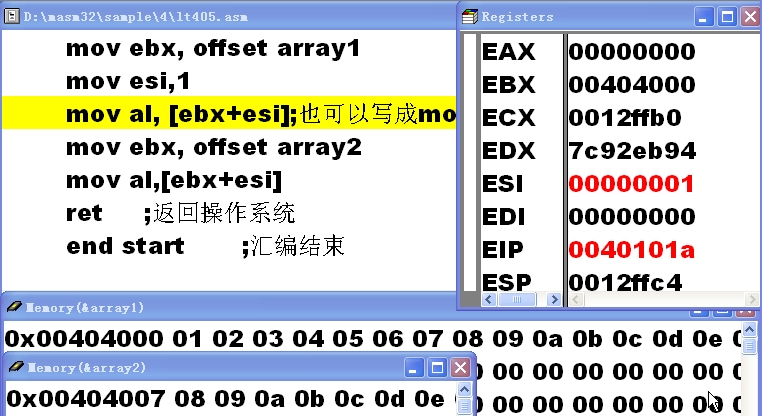 D:\masm32\sample\4\lt405.asm
mov ebx, offset array1
mov esi,1
mov al, [ebx+esi];也可以写成mo
mov ebx, offset array2
mov al,[ebx+esi]
ret ;返回操作系统
end start ;汇编结束
Registers
EAX 00000000
EBX 00404000
ECX 0012ffb0
EDX 7c92eb94
ESI 00000001
EDI 00000000
EIP 0040101a
ESP 0012ffc4
Memory(&array1)
0x00404000 01 02 03 04 05 06 07 08 09 0a 0b 0c 0d 0e
00 00 00 00 00 00 00
00 00 00 00 00 00 00
Memory(&array2)
0x00404007 08 09 0a 0b 0c 0d 0e